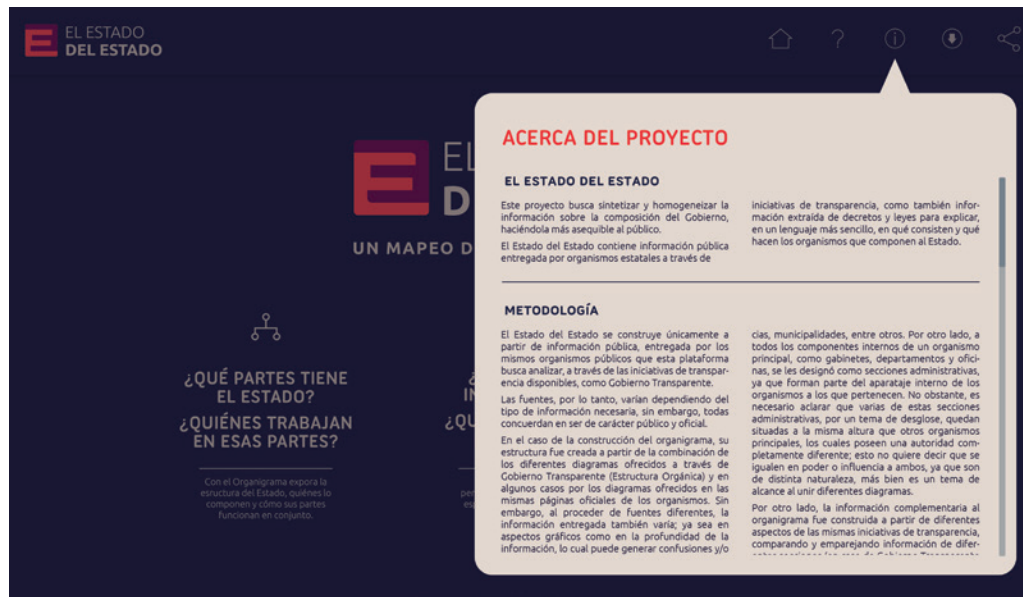 EL ESTADO
DEL ESTADO
?
i
ACERCA DEL PROYECTO
EL ESTADO DEL ESTADO
Este proyecto busca sintetizar y homogeneizar la
información sobre la composición del Gobierno,
haciéndola más asequible al público.
El Estado del Estado contiene información pública
entregada por organismos estatales a través de
iniciativas de transparencia, como también infor-
mación extraída de decretos y leyes para explicar,
en un lenguaje más sencillo, en qué consisten y qué
hacen los organismos que componen al Estado.
METODOLOGÍA
El Estado del Estado se construye únicamente a
partir de información pública, entregada por los
mismos organismos públicos que esta plataforma
busca analizar, a través de las iniciativas de transpar-
encia disponibles, como Gobierno Transparente.
Las fuentes, por lo tanto, varían dependiendo del
tipo de información necesaria, sin embargo, todas
concuerdan en ser de carácter público y oficial.
En el caso de la construcción del organigrama, su
estructura fue creada a partir de la combinación de
los diferentes diagramas ofrecidos a través de
Gobierno Transparente (Estructura Orgánica) y en
algunos casos por los diagramas ofrecidos en las
mismas páginas oficiales de los organismos. Sin
embargo, al proceder de fuentes diferentes, la
información entregada también varía; ya sea en
aspectos gráficos como en la profundidad de la
información, lo cual puede generar confusiones y/o
cias, municipalidades, entre otros. Por otro lado, a
todos los componentes internos de un organismo
principal, como gabinetes, departamentos y ofici-
nas, se les designó como secciones administrativas,
ya que forman parte del aparataje interno de los
organismos a los que pertenecen. No obstante, es
necesario aclarar que varias de estas secciones
administrativas, por un tema de desglose, quedan
situadas a la misma altura que otros organismos
principales, los cuales poseen una autoridad com-
pletamente diferente; esto no quiere decir que se
igualen en poder o influencia a ambos, ya que son
de distinta naturaleza, más bien es un tema de
alcance al unir diferentes diagramas.
Por otro lado, la información complementaria al
organigrama fue construida a partir de diferentes
aspectos de las mismas iniciativas de transparencia,
comparando y emparejando información de difer-
EL
D
UN MAPEO D
¿QUÉ PARTES TIENE
EL ESTADO?
¿QUIÉNES TRABAJAN
EN ESAS PARTES?
Con el Organigrama expora la
esructura del Estado, quiénes lo
componen y cómo sus partes
funcionan en conjunto.
¿QU